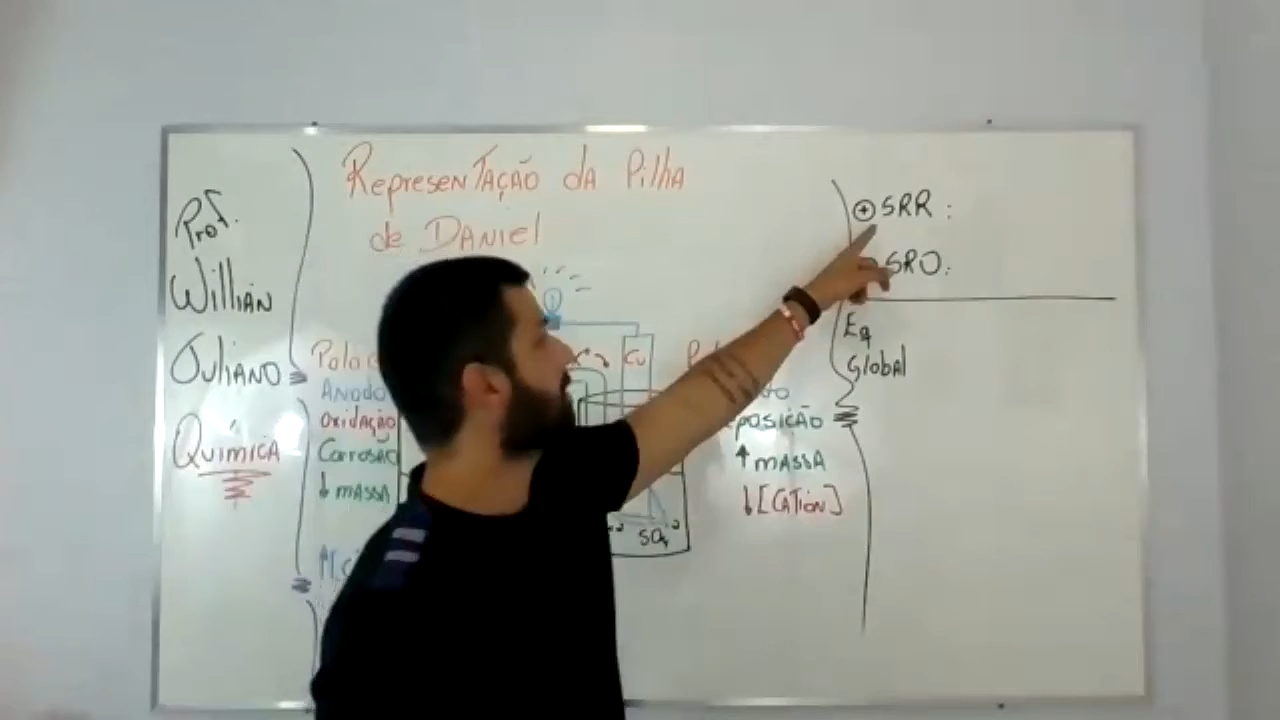 Prof.
Willian
Juliano
Química
Representação da Pilha
de Daniel
Polo
Anodo
Oxidação
Corrosão
↓ massa
Cu
SO₄
posição
↑ massa
↓ [Cátion]
⊕ SRR :
SRO:
Eq
Global